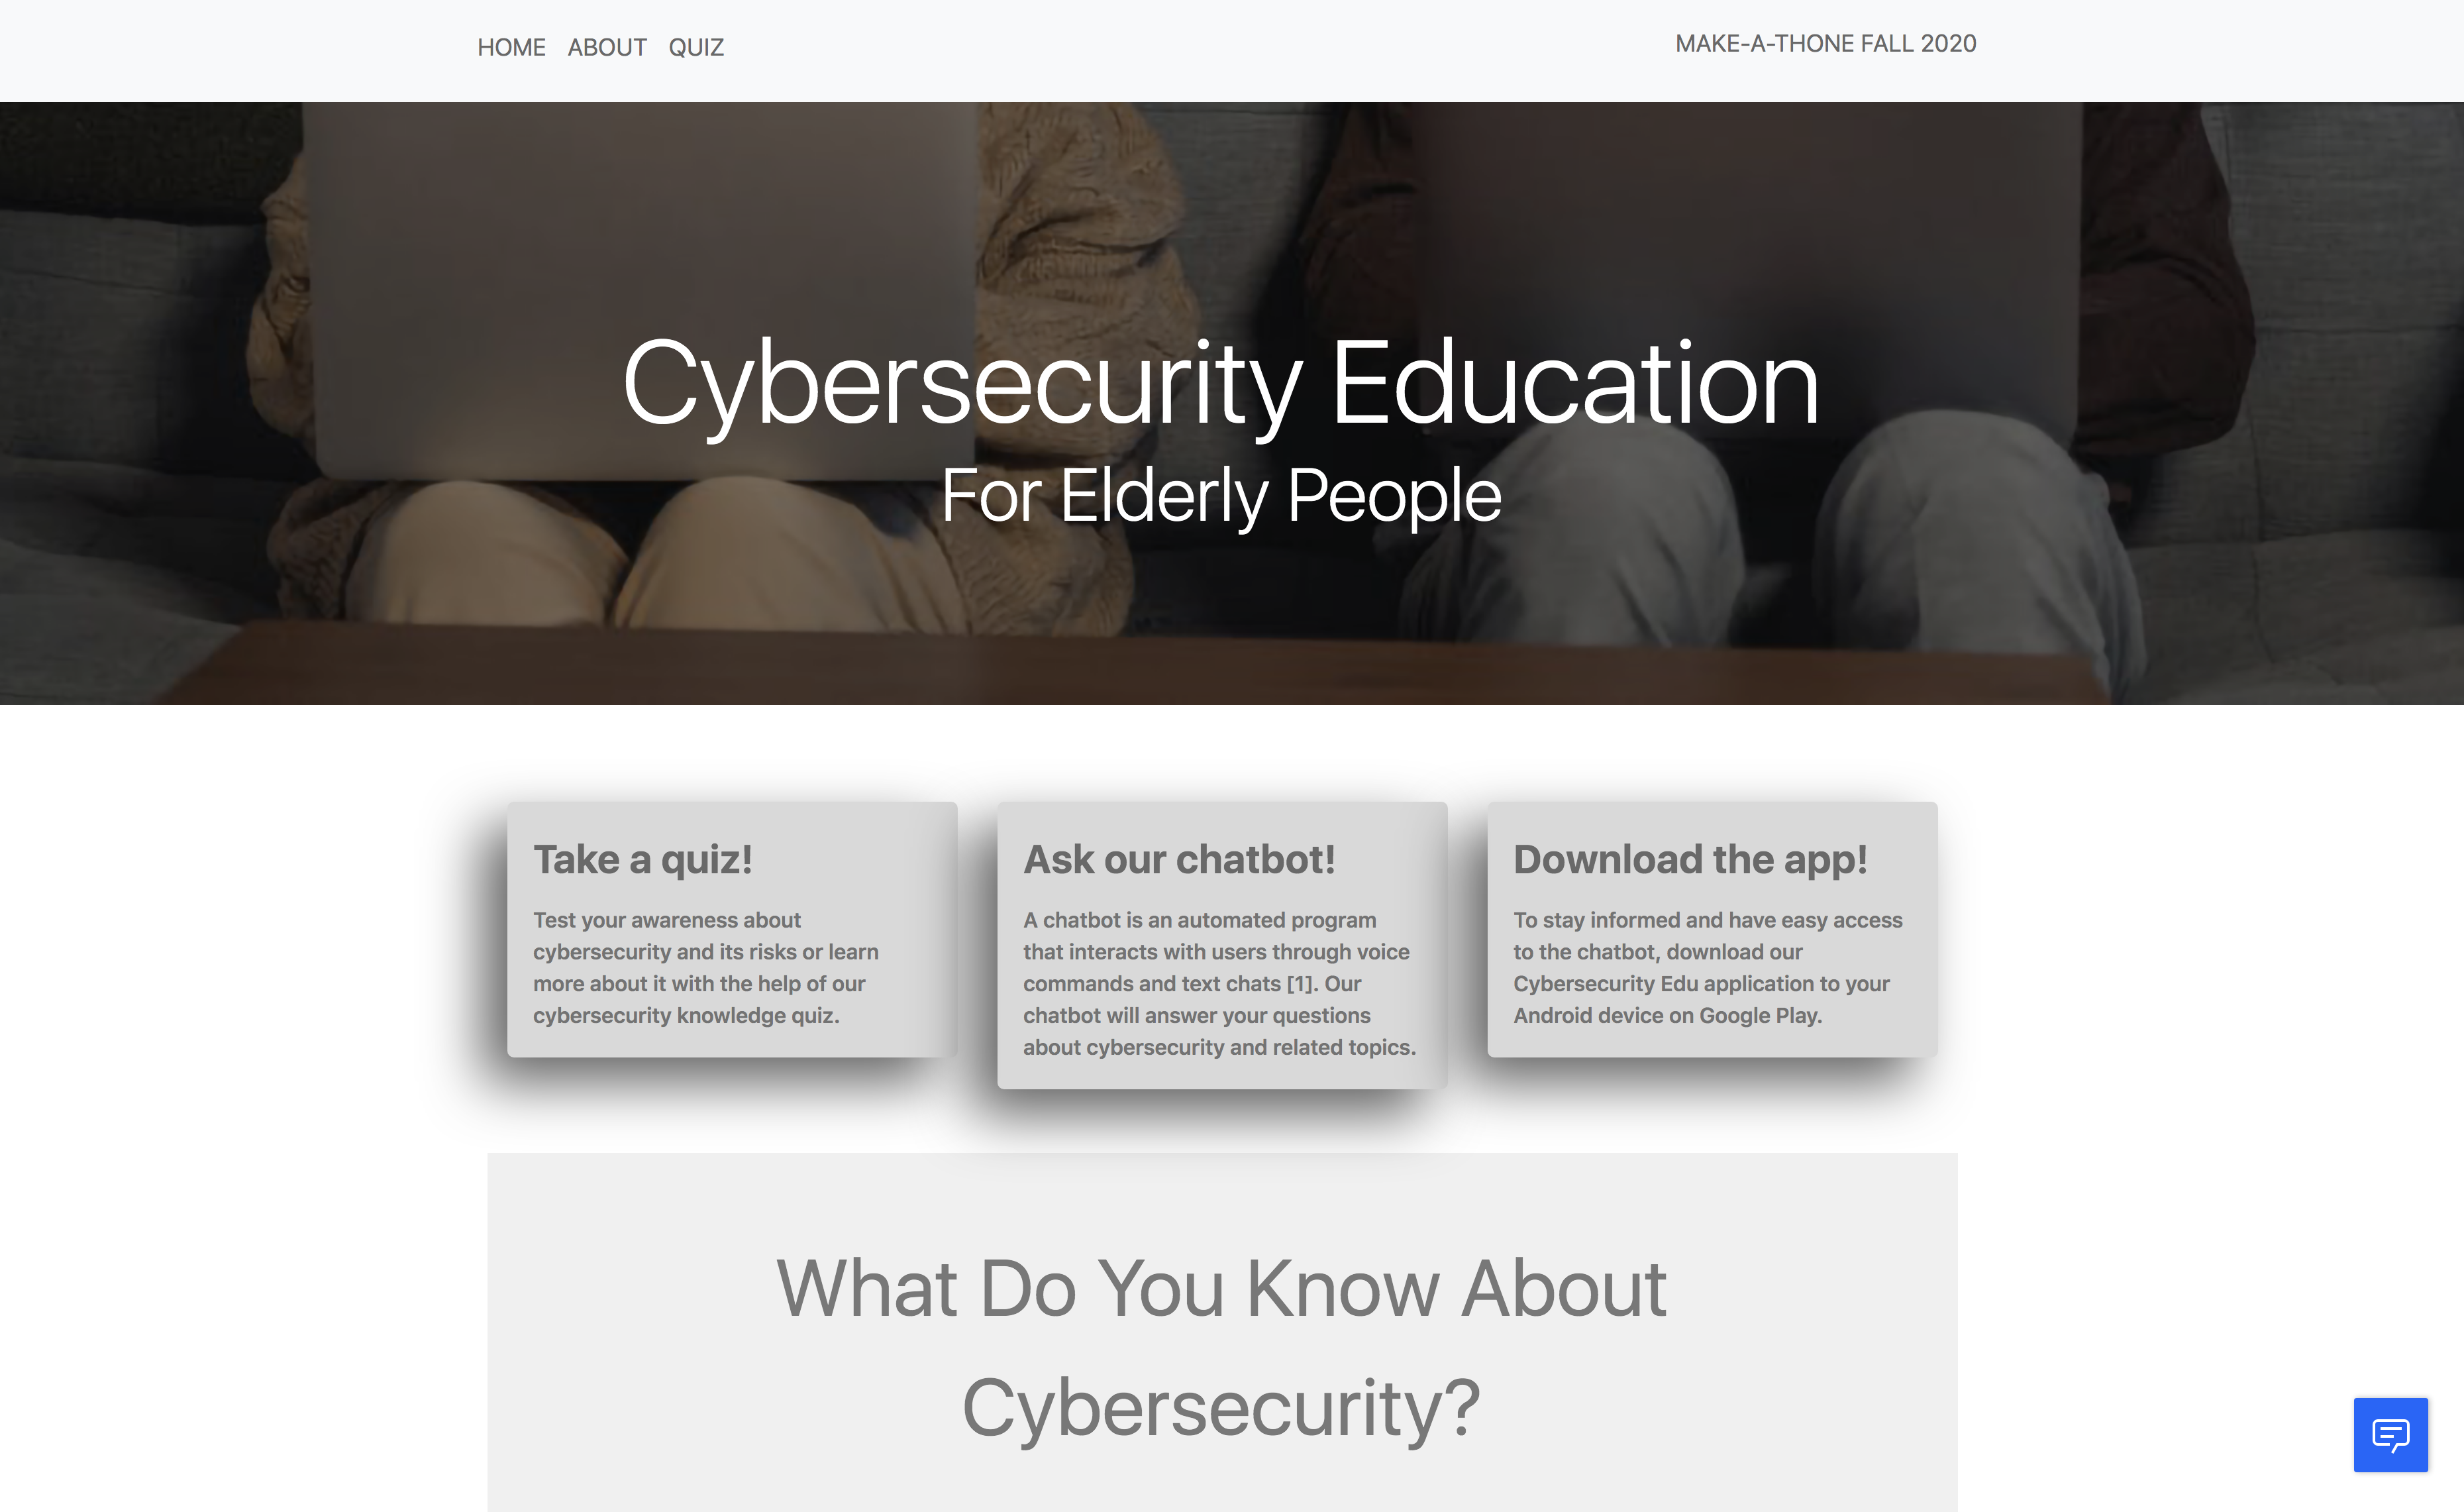 HOME ABOUT QUIZ
MAKE-A-THONE FALL 2020
Cybersecurity Education
For Elderly People
Take a quiz!
Test your awareness about
cybersecurity and its risks or learn
more about it with the help of our
cybersecurity knowledge quiz.
Ask our chatbot!
A chatbot is an automated program
that interacts with users through voice
commands and text chats [1]. Our
chatbot will answer your questions
about cybersecurity and related topics.
Download the app!
To stay informed and have easy access
to the chatbot, download our
Cybersecurity Edu application to your
Android device on Google Play.
What Do You Know About
Cybersecurity?